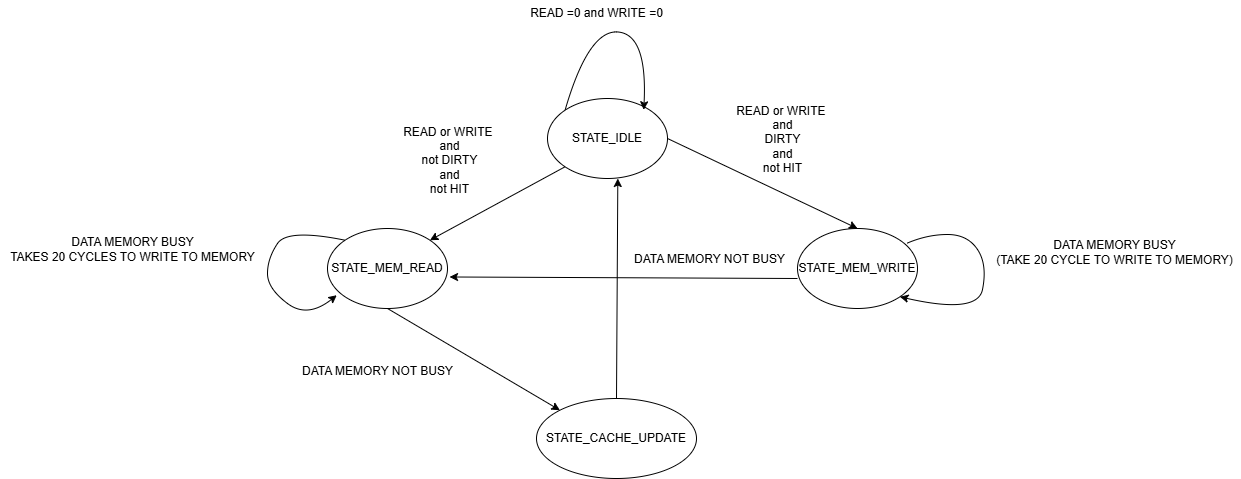 READ =0 and WRITE =0
STATE_IDLE
READ or WRITE
and
not DIRTY
and
not HIT
READ or WRITE
and
DIRTY
and
not HIT
DATA MEMORY BUSY
TAKES 20 CYCLES TO WRITE TO MEMORY
STATE_MEM_READ
DATA MEMORY NOT BUSY
STATE_MEM_WRITE
DATA MEMORY BUSY
(TAKE 20 CYCLE TO WRITE TO MEMORY)
DATA MEMORY NOT BUSY
STATE_CACHE_UPDATE